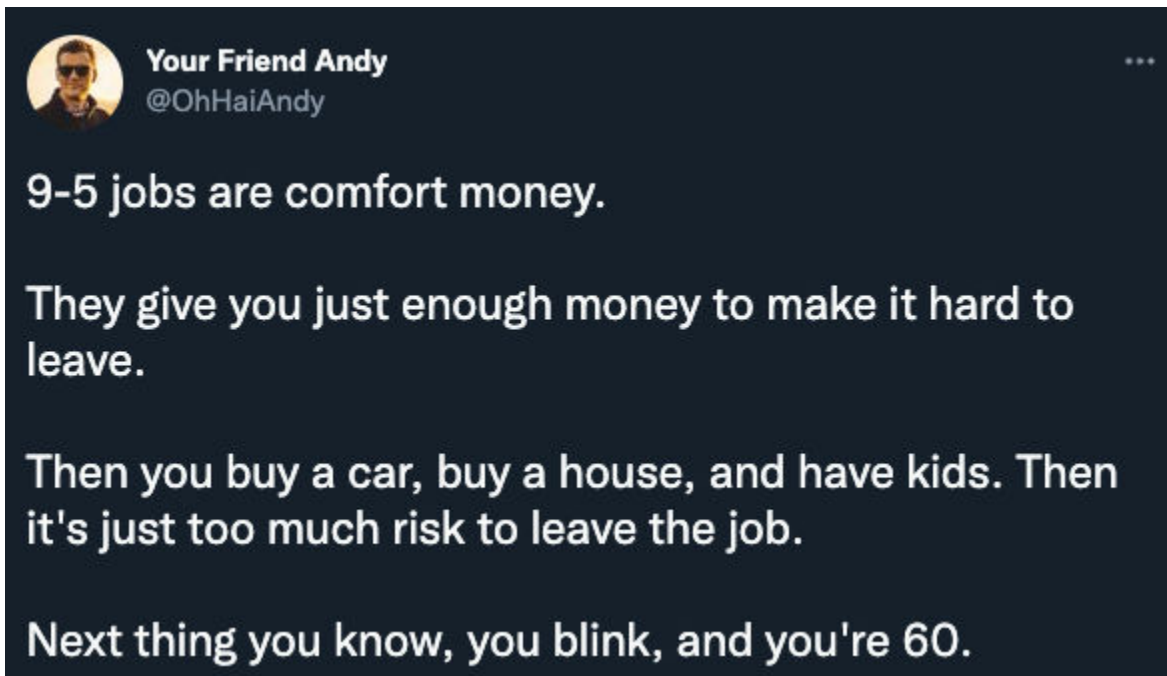 Your Friend Andy
@OhHaiAndy
9-5 jobs are comfort money.
They give you just enough money to make it hard to
leave.
Then you buy a car, buy a house, and have kids. Then
it's just too much risk to leave the job.
Next thing you know, you blink, and you're 60.